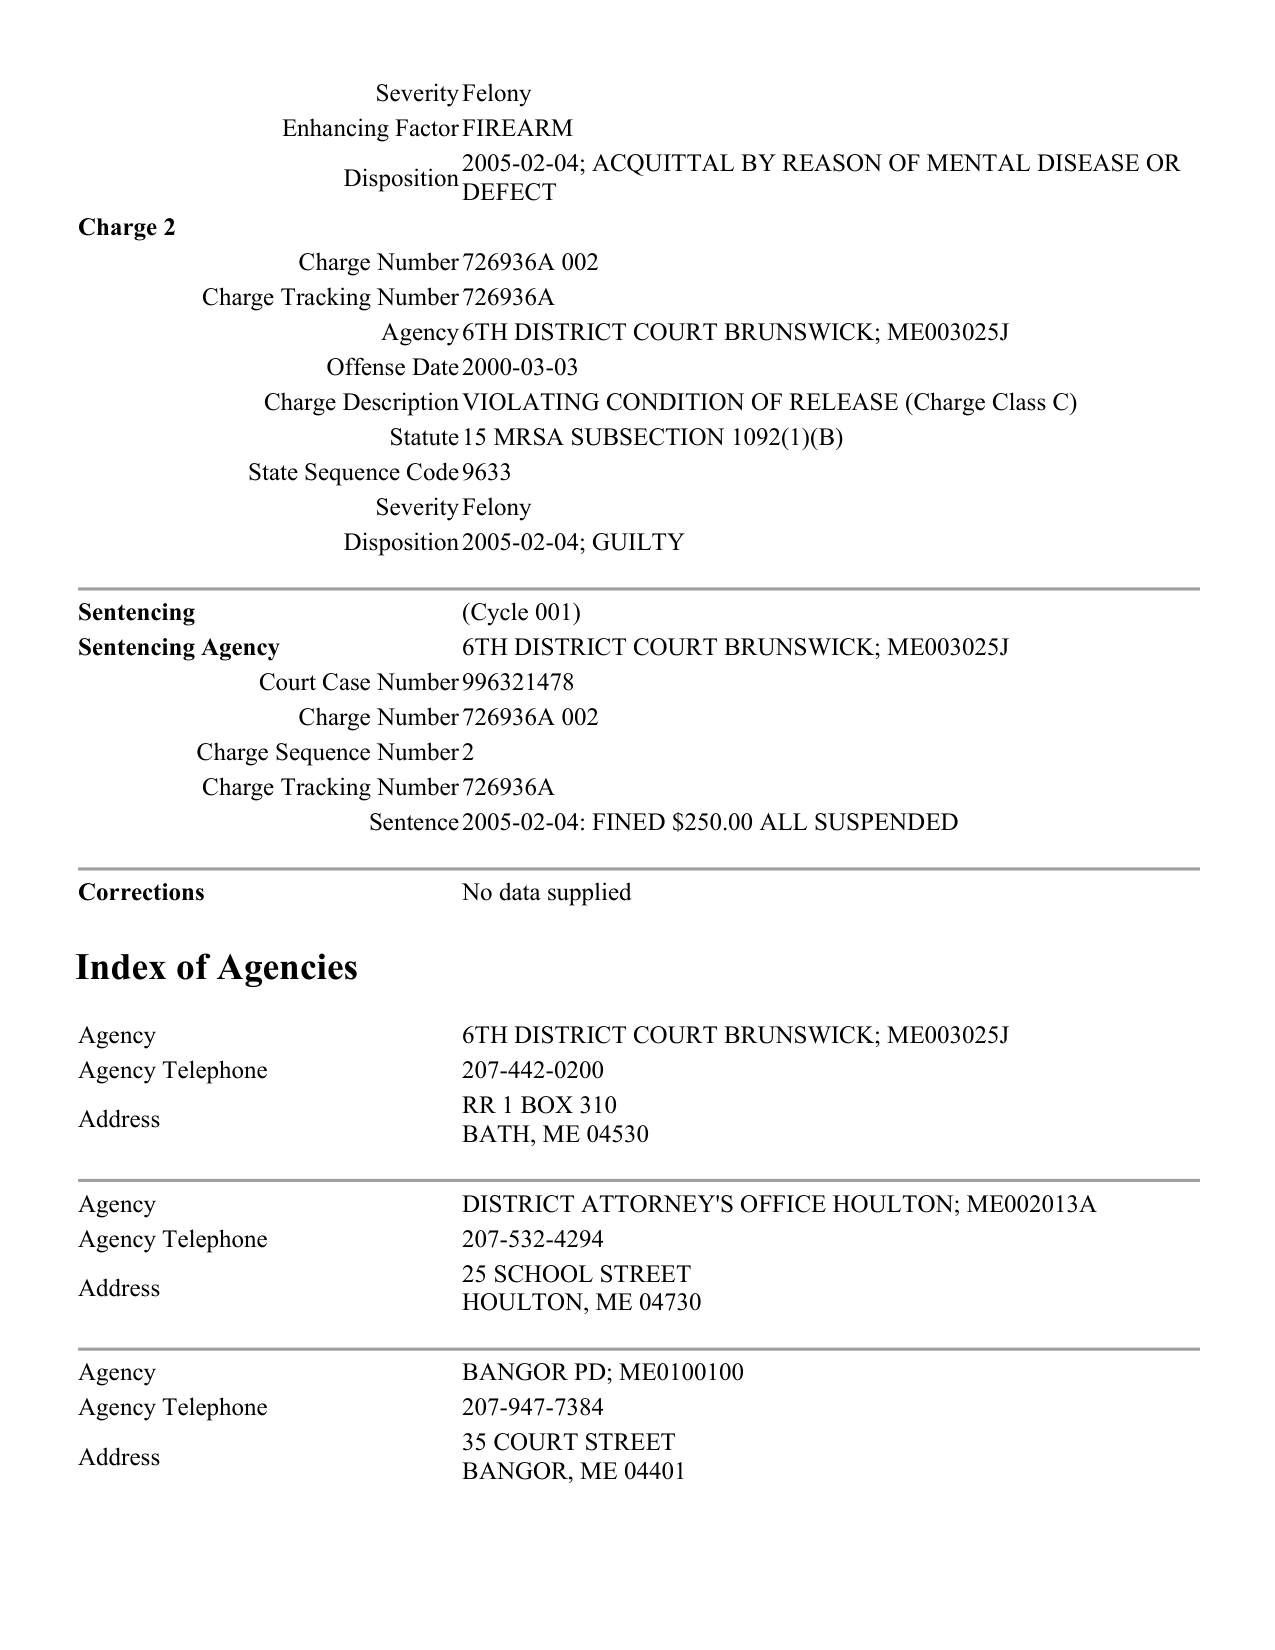 Severity Felony
Enhancing Factor FIREARM
Disposition 2005-02-04; ACQUITTAL BY REASON OF MENTAL DISEASE OR
DEFECT
Charge 2
Charge Number 726936A 002
Charge Tracking Number 726936A
Agency 6TH DISTRICT COURT BRUNSWICK; ME003025J
Offense Date 2000-03-03
Charge Description VIOLATING CONDITION OF RELEASE (Charge Class C)
Statute 15 MRSA SUBSECTION 1092(1)(B)
State Sequence Code 9633
Severity Felony
Disposition 2005-02-04; GUILTY
Sentencing (Cycle 001)
Sentencing Agency 6TH DISTRICT COURT BRUNSWICK; ME003025J
Court Case Number 996321478
Charge Number 726936A 002
Charge Sequence Number 2
Charge Tracking Number 726936A
Sentence 2005-02-04: FINED $250.00 ALL SUSPENDED
Corrections No data supplied
Index of Agencies
Agency 6TH DISTRICT COURT BRUNSWICK; ME003025J
Agency Telephone 207-442-0200
Address RR 1 BOX 310
BATH, ME 04530
Agency DISTRICT ATTORNEY'S OFFICE HOULTON; ME002013A
Agency Telephone 207-532-4294
Address 25 SCHOOL STREET
HOULTON, ME 04730
Agency BANGOR PD; ME0100100
Agency Telephone 207-947-7384
Address 35 COURT STREET
BANGOR, ME 04401